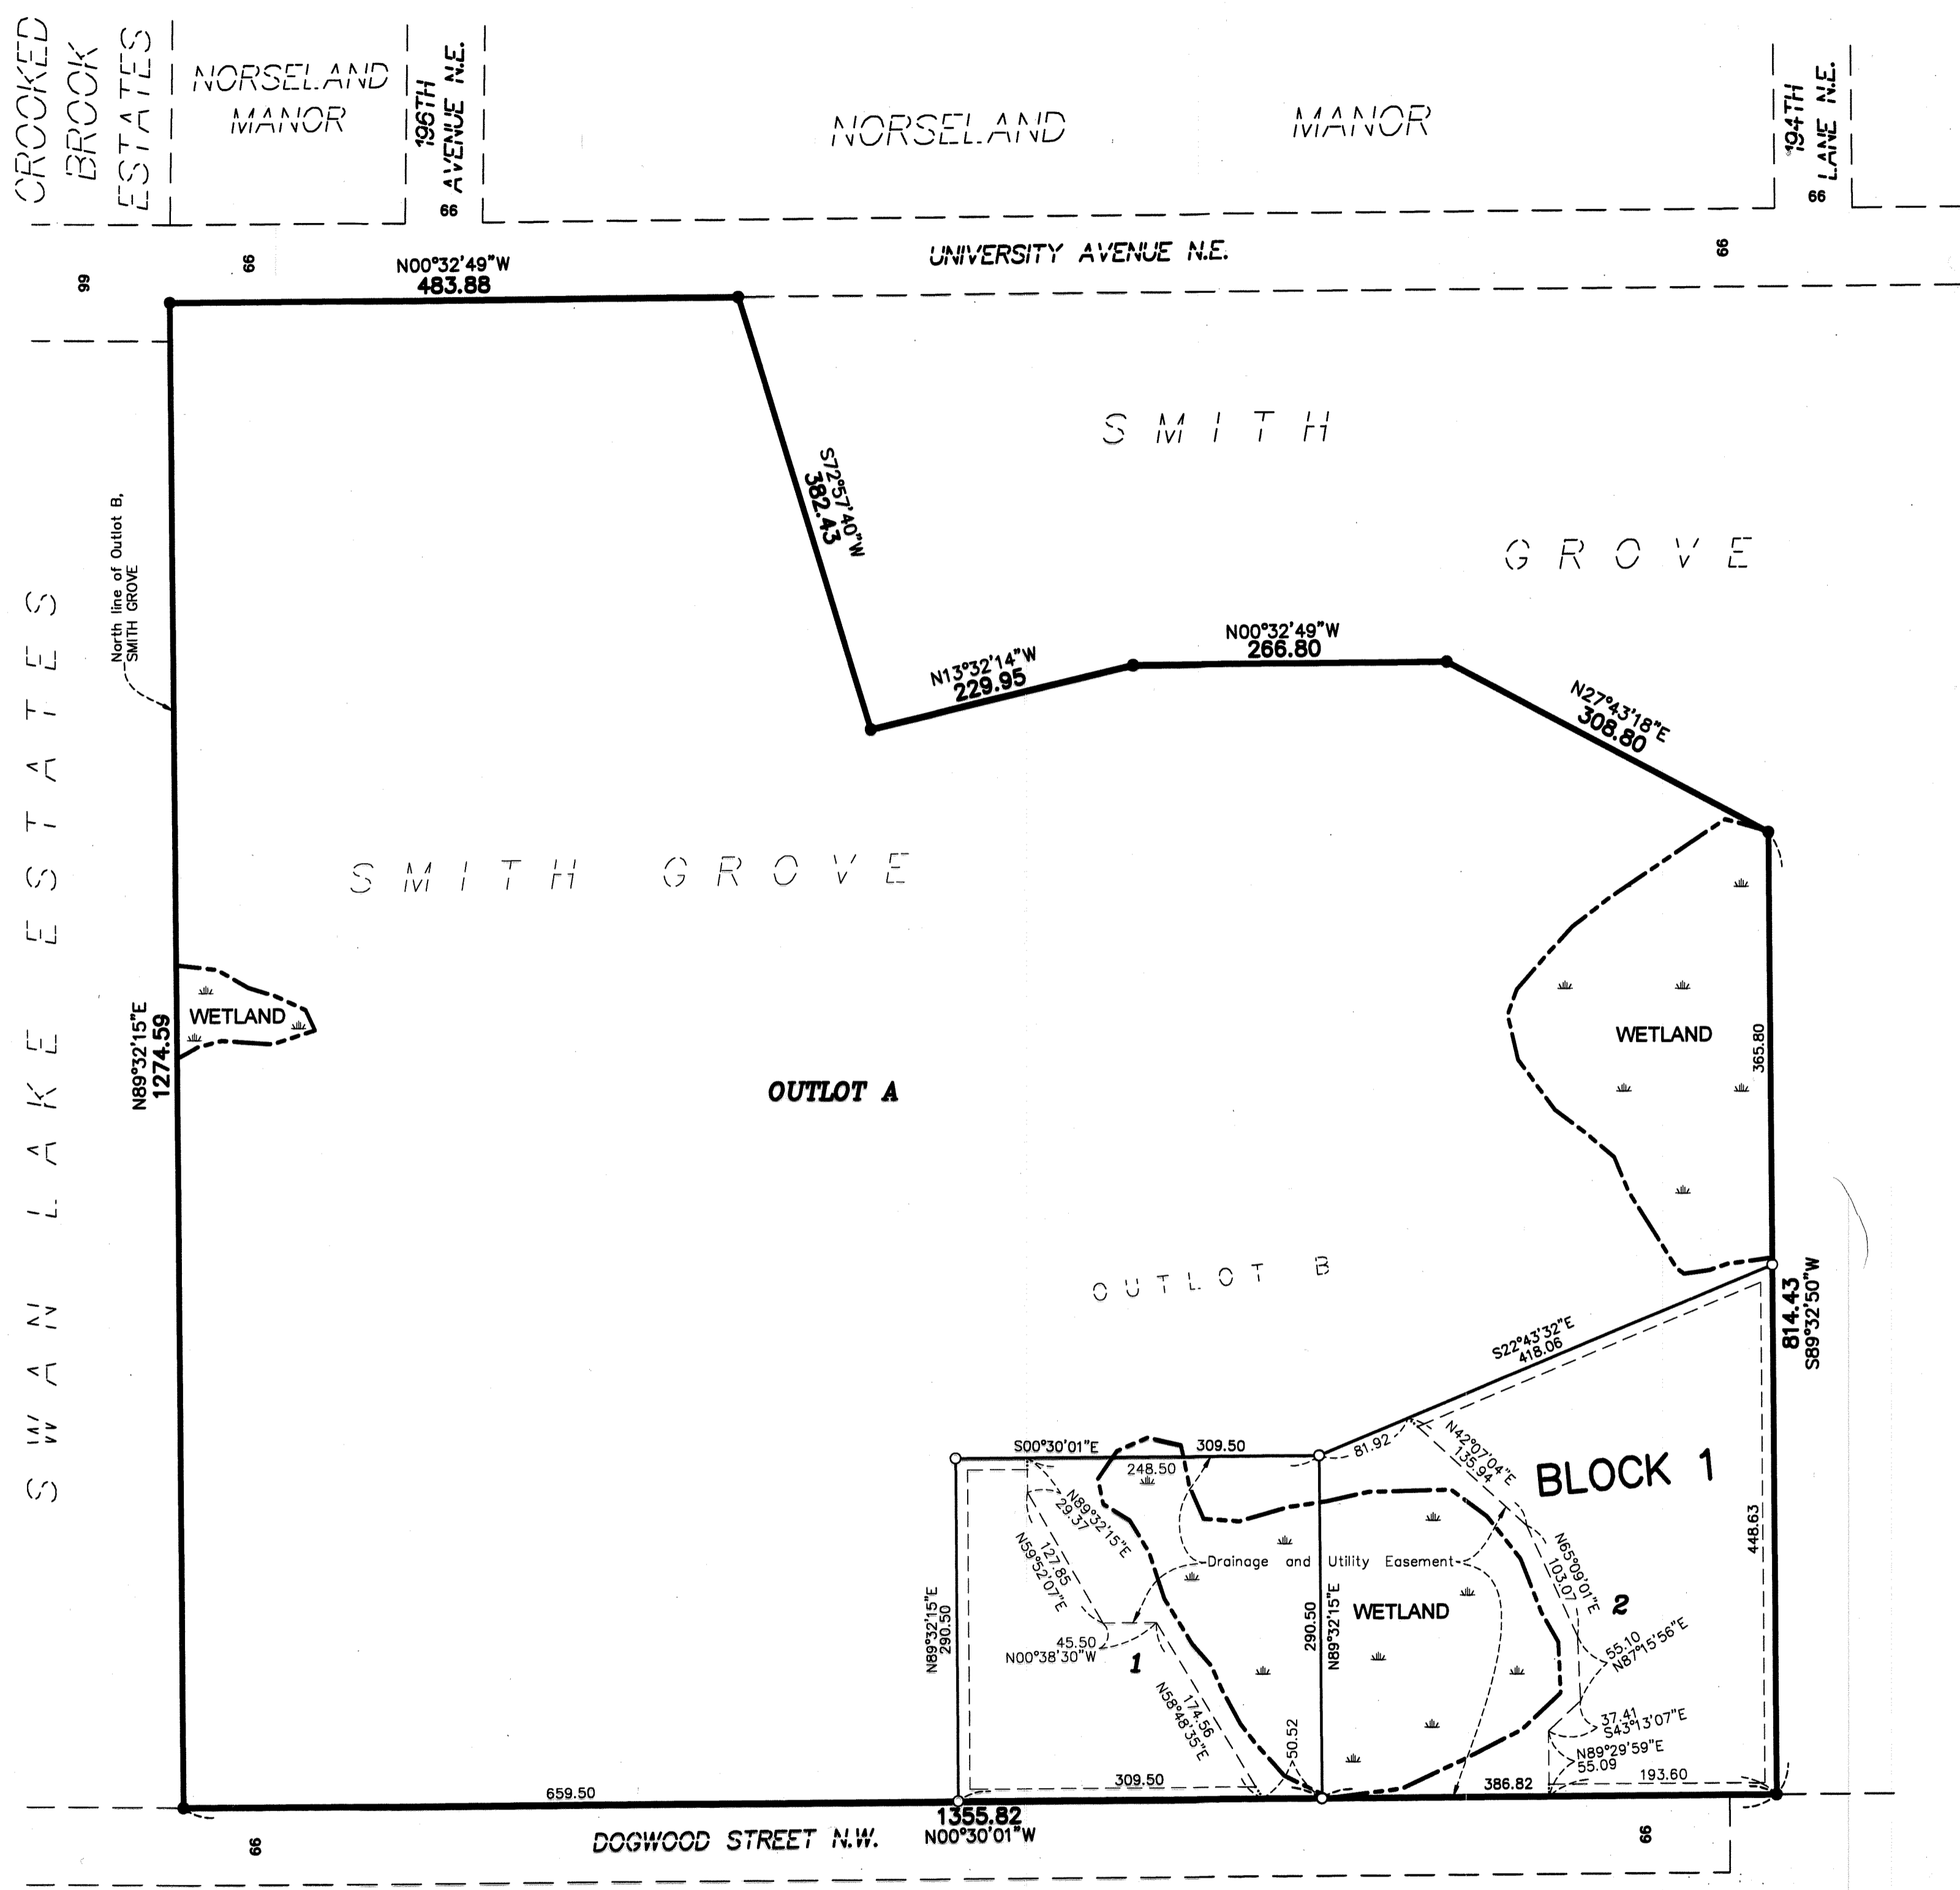 CROOKED
BROOK
ESTATES
NORSELAND
MANOR
196TH
AVENUE N.E.
66
NORSELAND MANOR
194TH
LANE N.E.
66
66
66
UNIVERSITY AVENUE N.E.
66
N00°32'49"W
483.88
SMITH
GROVE
S72°57'40"W
382.43
North line of Outlot B,
SMITH GROVE
N13°32'14"W
229.95
N00°32'49"W
266.80
N27°43'18"E
308.80
SWAN LAKE ESTATES
SMITH GROVE
WETLAND
N89°32'15"E
1274.59
OUTLOT A
WETLAND
365.80
OUTLOT B
814.43
S89°32'50"W
S22°43'32"E
418.06
S00°30'01"E
309.50
248.50
81.92
N42°07'04"E
135.94
BLOCK 1
N89°32'15"E
29.37
127.85
N59°52'07"E
Drainage and Utility Easement
448.63
N65°09'01"E
103.07
N89°32'15"E
290.50
290.50
N89°32'15"E
WETLAND
2
45.50
N00°38'30"W
1
55.10
N87°15'56"E
174.56
N58°48'35"E
50.52
37.41
S43°13'07"E
N89°29'59"E
55.09
659.50
309.50
386.82
193.60
1355.82
N00°30'01"W
66
DOGWOOD STREET N.W.
66